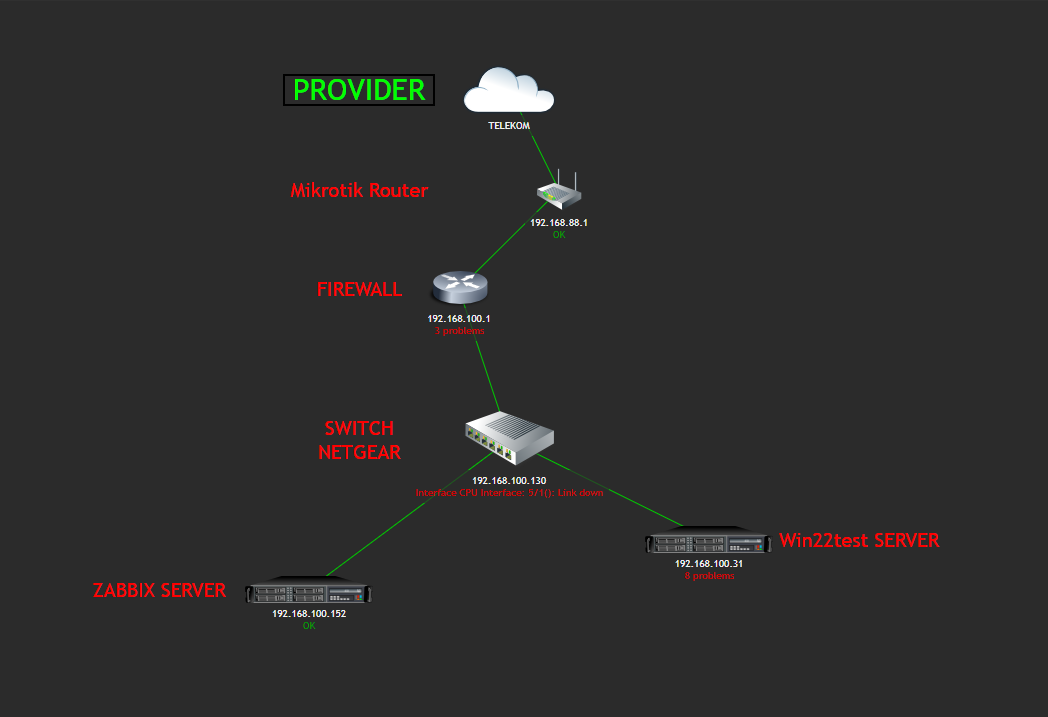 PROVIDER
TELEKOM
Mikrotik Router
192.168.88.1
OK
FIREWALL
192.168.100.1
3 problems
SWITCH
NETGEAR
192.168.100.130
Interface CPU Interface: 5/1(): Link down
Win22test SERVER
192.168.100.31
8 problems
ZABBIX SERVER
192.168.100.152
OK